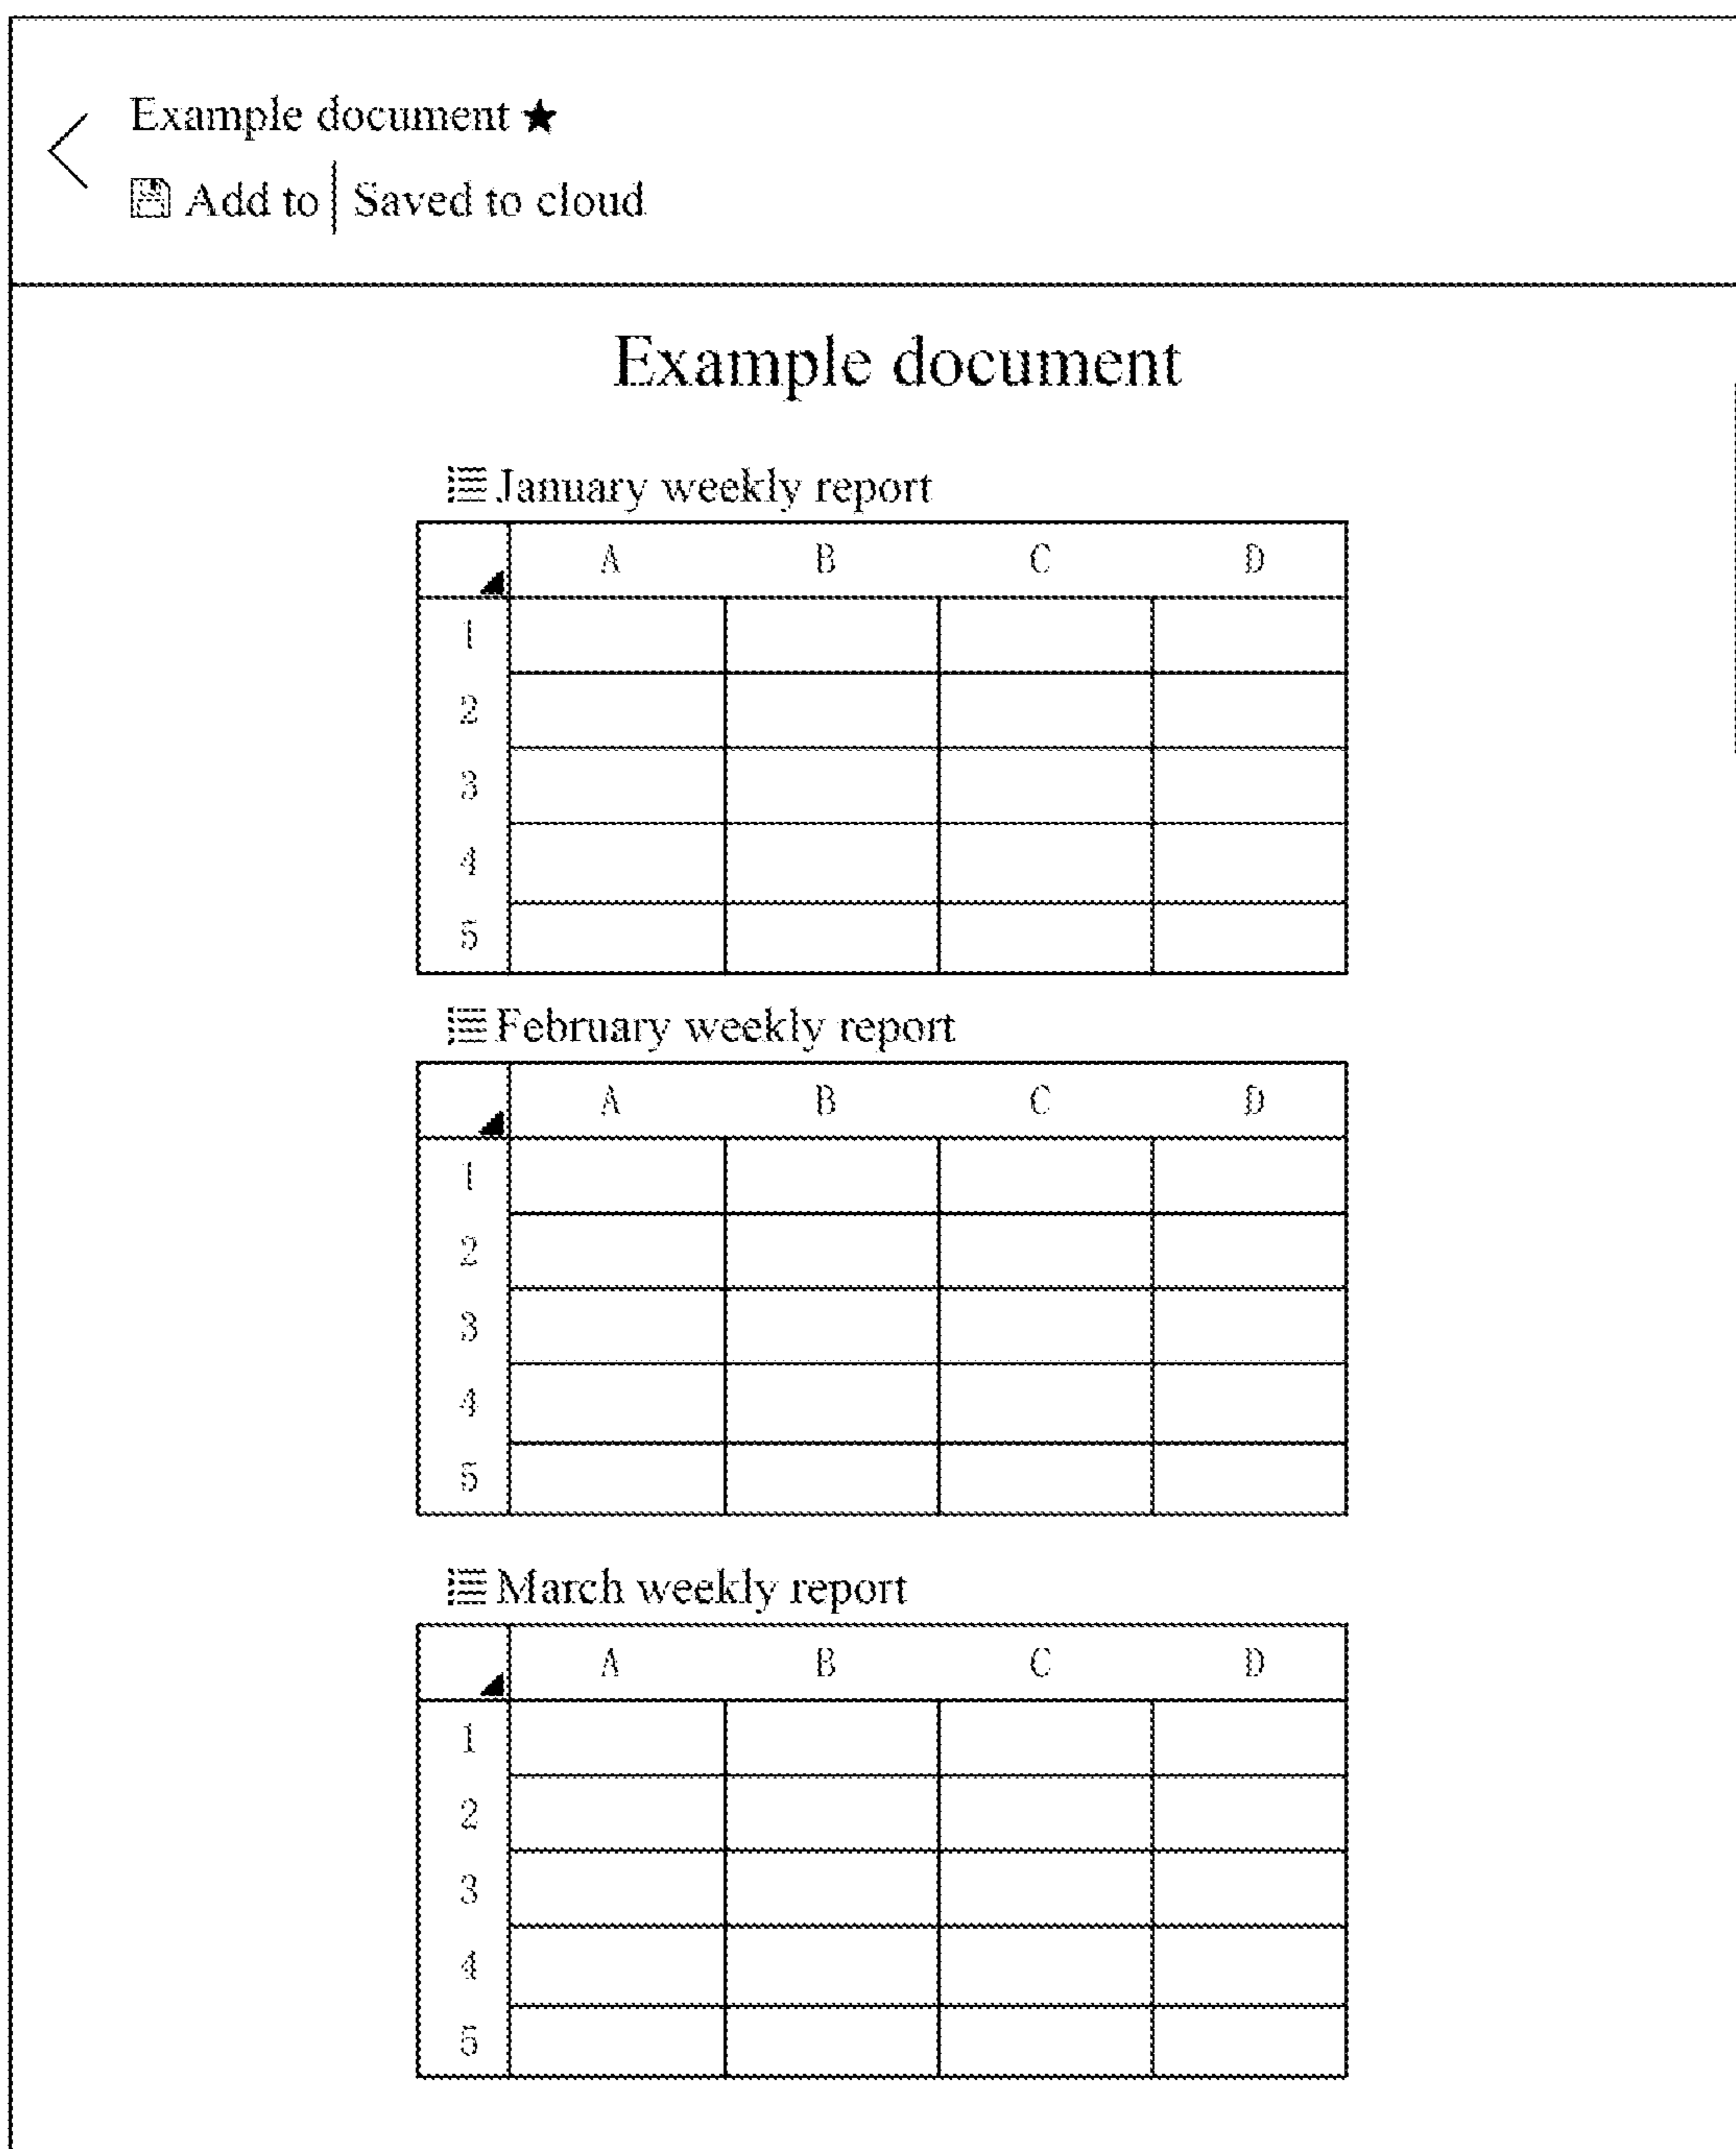 Example document ★
Add to | Saved to cloud
Example document
January weekly report
A B C D
1
2
3
4
5
February weekly report
A B C D
1
2
3
4
5
March weekly report
A B C D
1
2
3
4
5